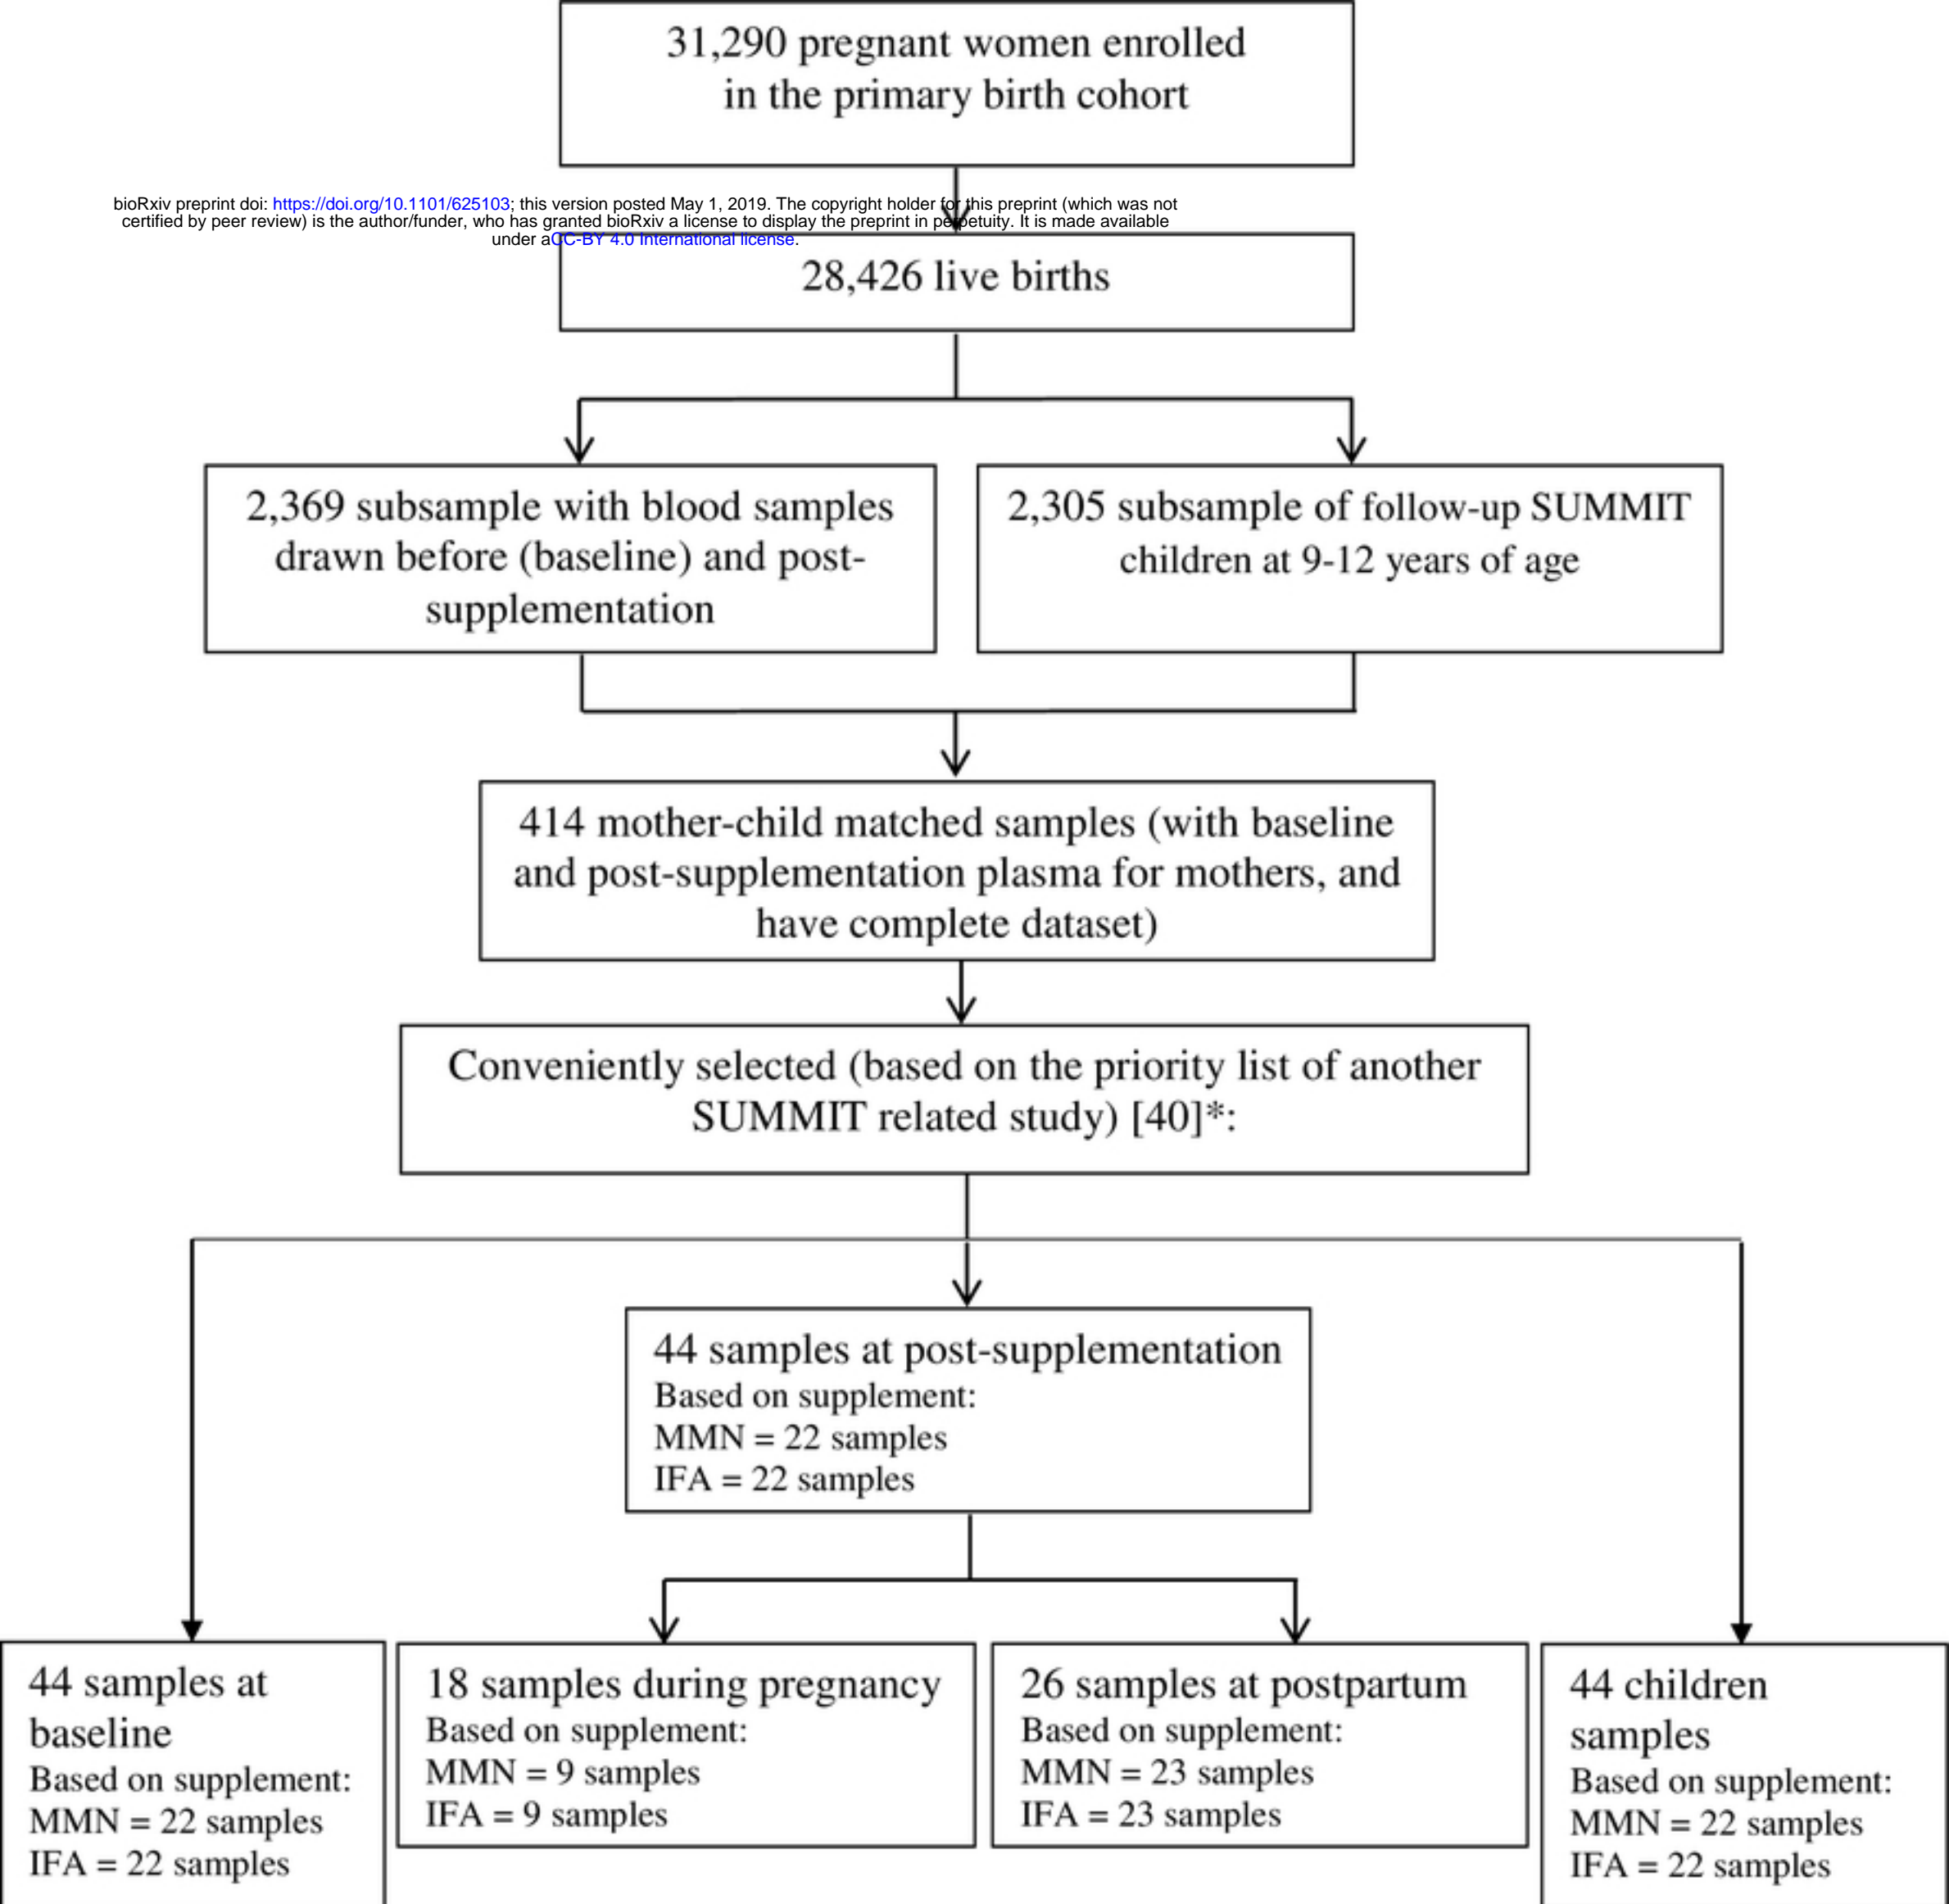 31,290 pregnant women enrolled
in the primary birth cohort
bioRxiv preprint doi: https://doi.org/10.1101/625103; this version posted May 1, 2019. The copyright holder for this preprint (which was not
certified by peer review) is the author/funder, who has granted bioRxiv a license to display the preprint in perpetuity. It is made available
under aCC-BY 4.0 International license.
28,426 live births
2,369 subsample with blood samples
drawn before (baseline) and post-
supplementation
2,305 subsample of follow-up SUMMIT
children at 9-12 years of age
414 mother-child matched samples (with baseline
and post-supplementation plasma for mothers, and
have complete dataset)
Conveniently selected (based on the priority list of another
SUMMIT related study) [40]*:
44 samples at post-supplementation
Based on supplement:
MMN = 22 samples
IFA = 22 samples
44 samples at
baseline
Based on supplement:
MMN = 22 samples
IFA = 22 samples
18 samples during pregnancy
Based on supplement:
MMN = 9 samples
IFA = 9 samples
26 samples at postpartum
Based on supplement:
MMN = 23 samples
IFA = 23 samples
44 children
samples
Based on supplement:
MMN = 22 samples
IFA = 22 samples